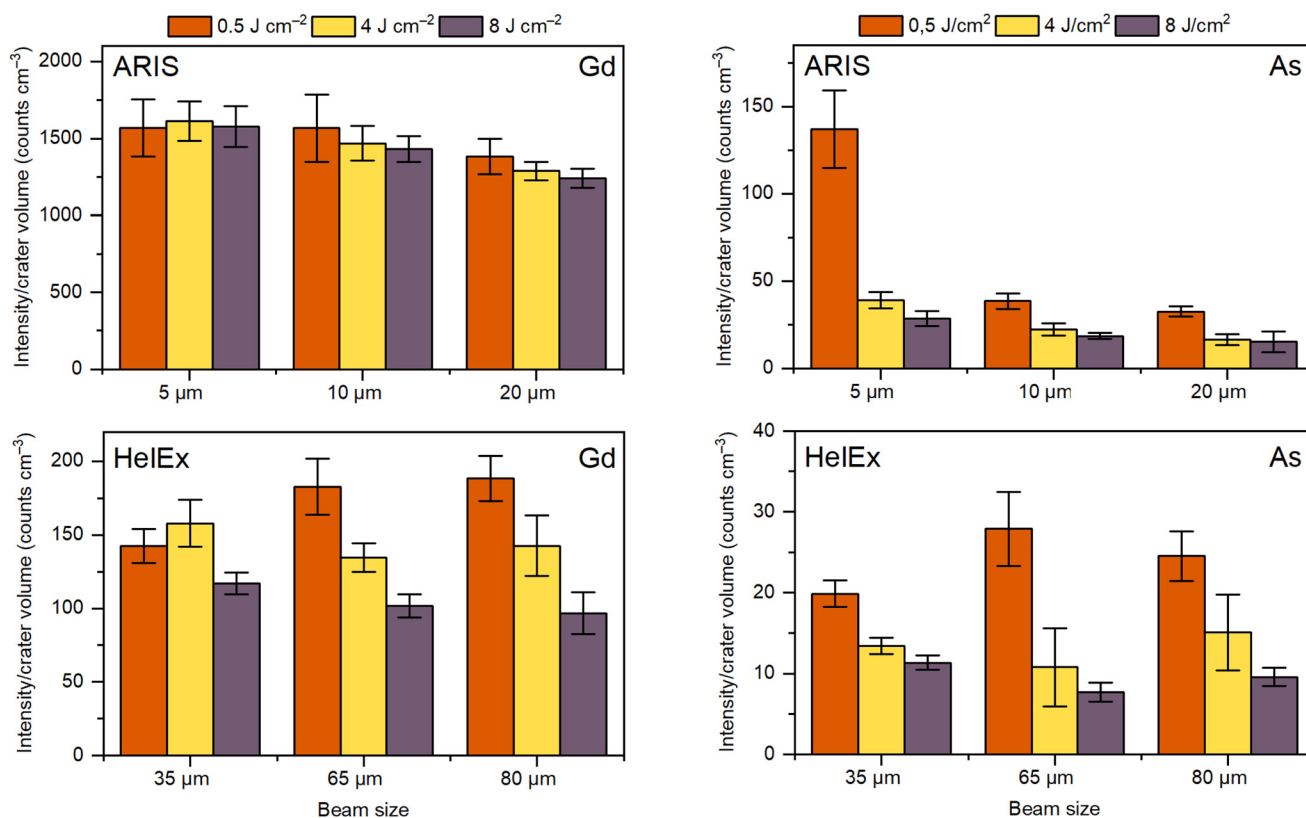 0.5 J cm⁻² 4 J cm⁻² 8 J cm⁻²
ARIS Gd
Intensity/crater volume (counts cm⁻³)
2000
1500
1000
500
0
5 µm 10 µm 20 µm
0,5 J/cm² 4 J/cm² 8 J/cm²
ARIS As
Intensity/crater volume (counts cm⁻³)
150
100
50
0
5 µm 10 µm 20 µm
HelEx Gd
Intensity/crater volume (counts cm⁻³)
200
150
100
50
0
35 µm 65 µm 80 µm
Beam size
HelEx As
Intensity/crater volume (counts cm⁻³)
40
30
20
10
0
35 µm 65 µm 80 µm
Beam size